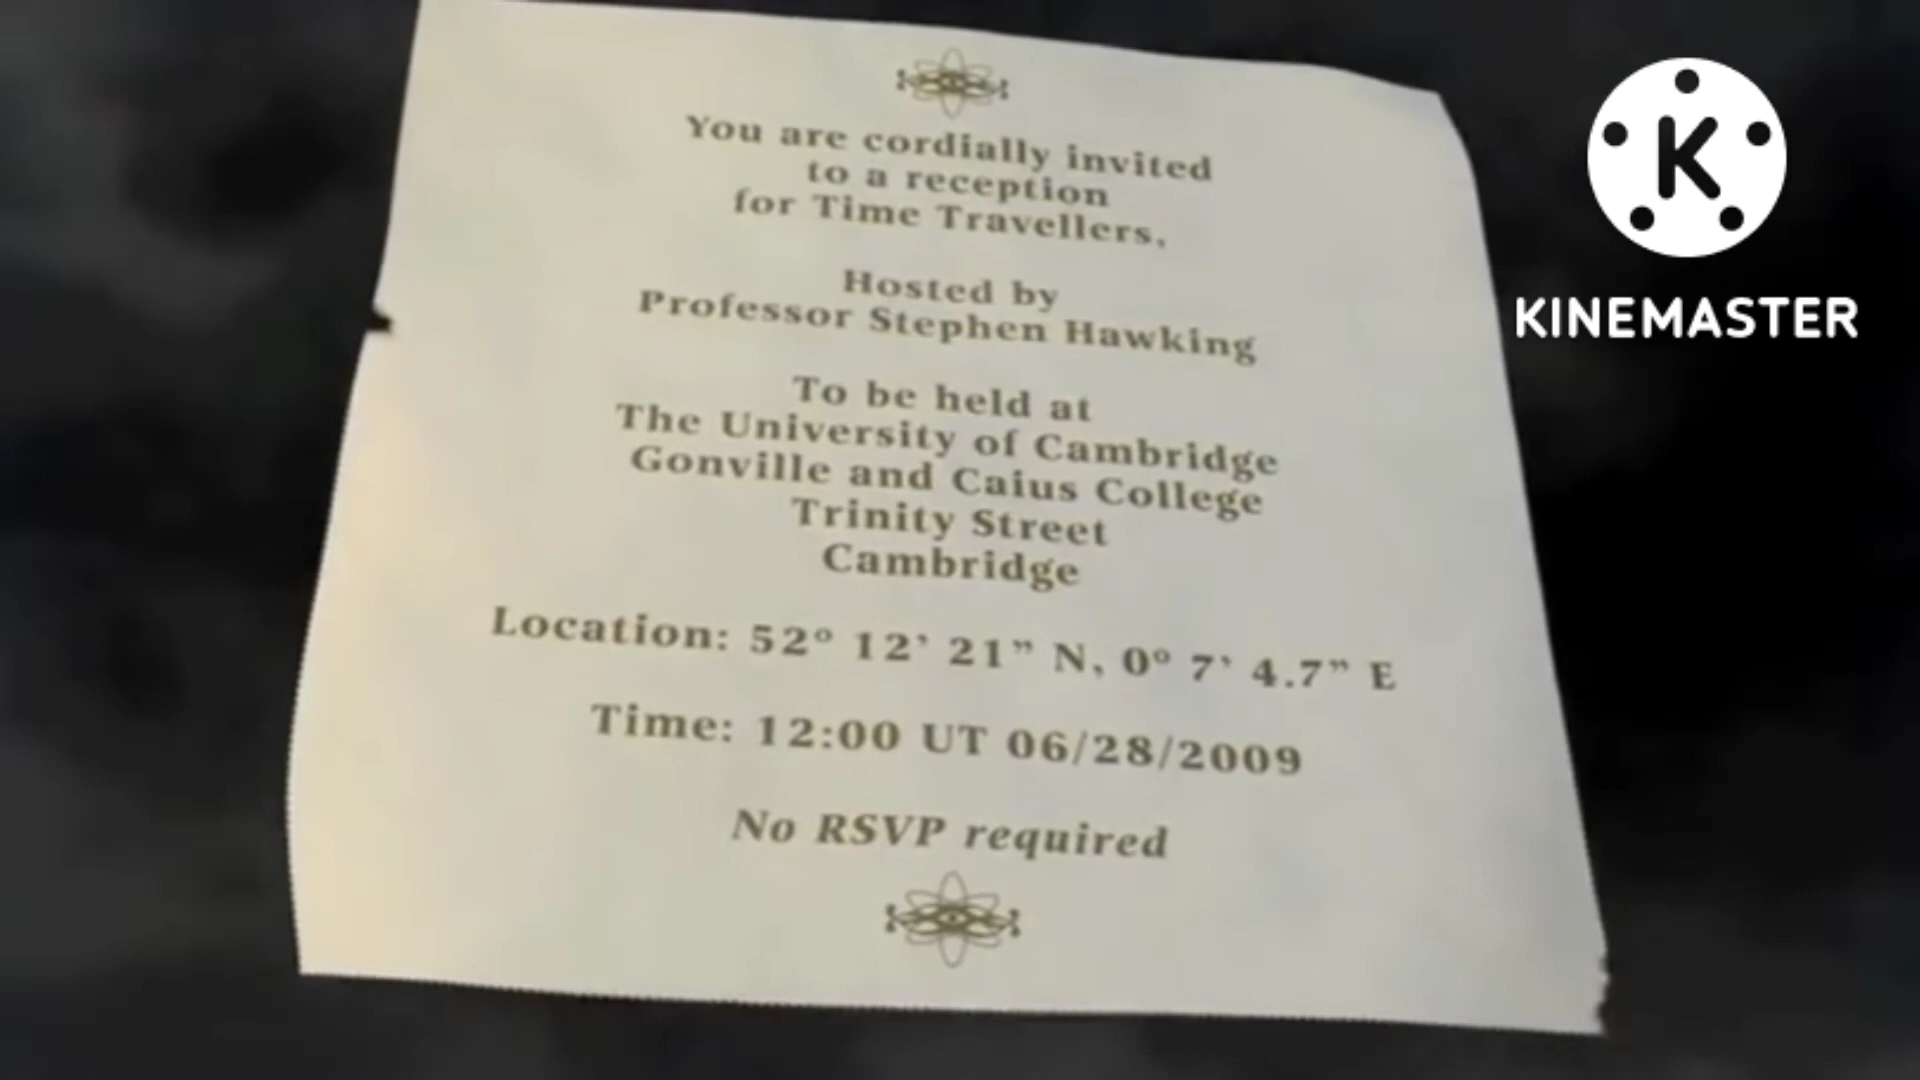 You are cordially invited
to a reception
for Time Travellers,
Hosted by
Professor Stephen Hawking
To be held at
The University of Cambridge
Gonville and Caius College
Trinity Street
Cambridge
Location: 52° 12’ 21” N, 0° 7’ 4.7” E
Time: 12:00 UT 06/28/2009
No RSVP required
K
KINEMASTER